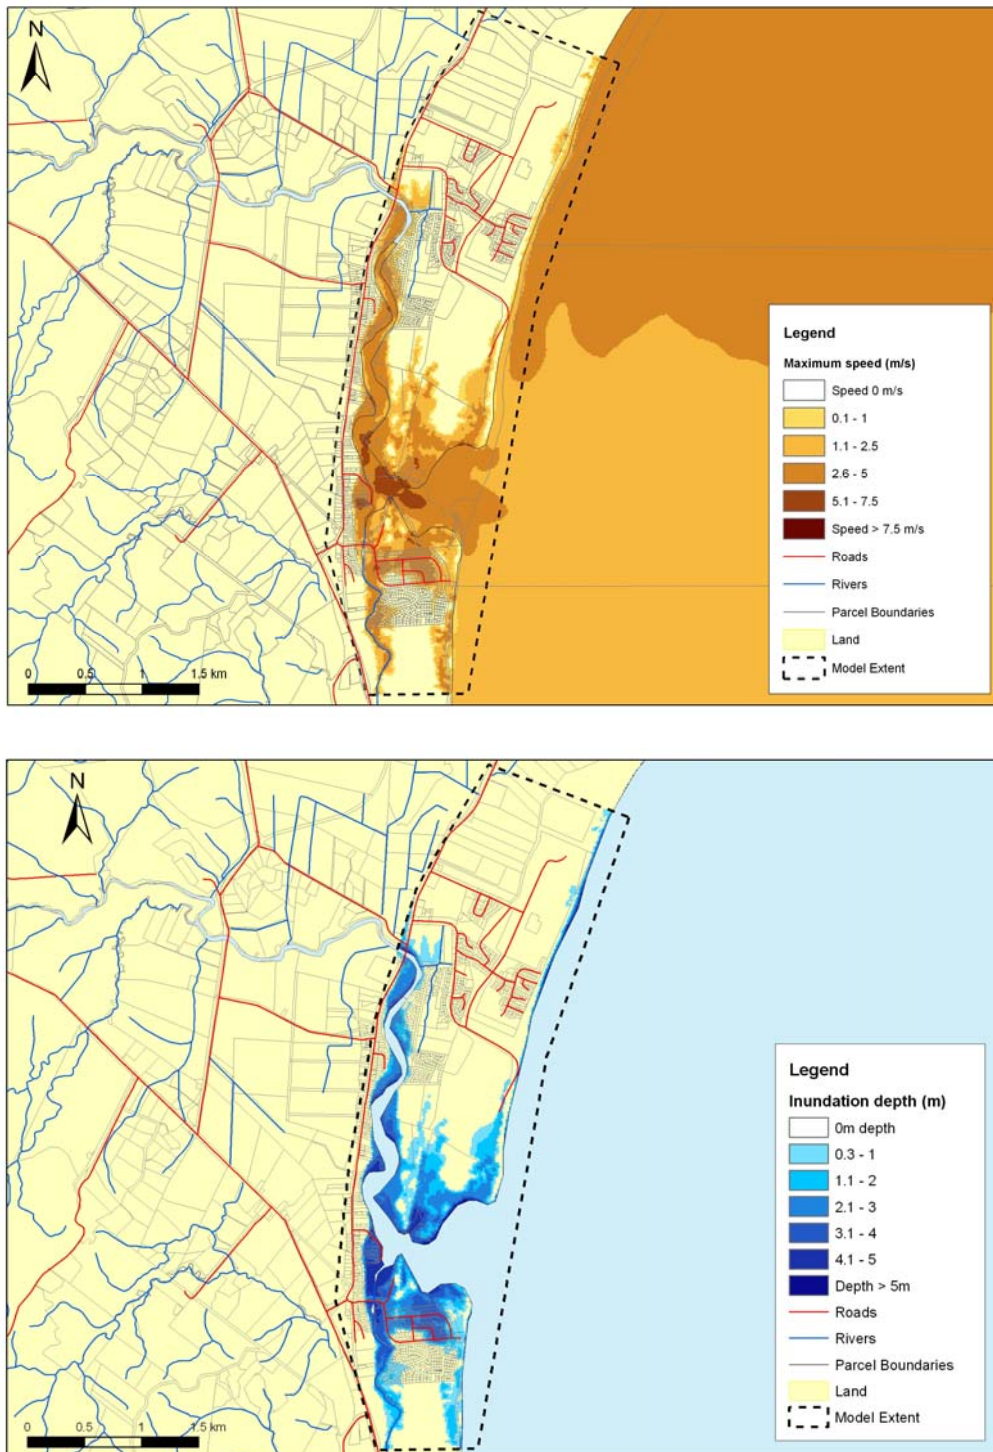 N
0 0.5 1 1.5 km
Legend
Maximum speed (m/s)
Speed 0 m/s
0.1 - 1
1.1 - 2.5
2.6 - 5
5.1 - 7.5
Speed > 7.5 m/s
Roads
Rivers
Parcel Boundaries
Land
Model Extent
N
0 0.5 1 1.5 km
Legend
Inundation depth (m)
0m depth
0.3 - 1
1.1 - 2
2.1 - 3
3.1 - 4
4.1 - 5
Depth > 5m
Roads
Rivers
Parcel Boundaries
Land
Model Extent